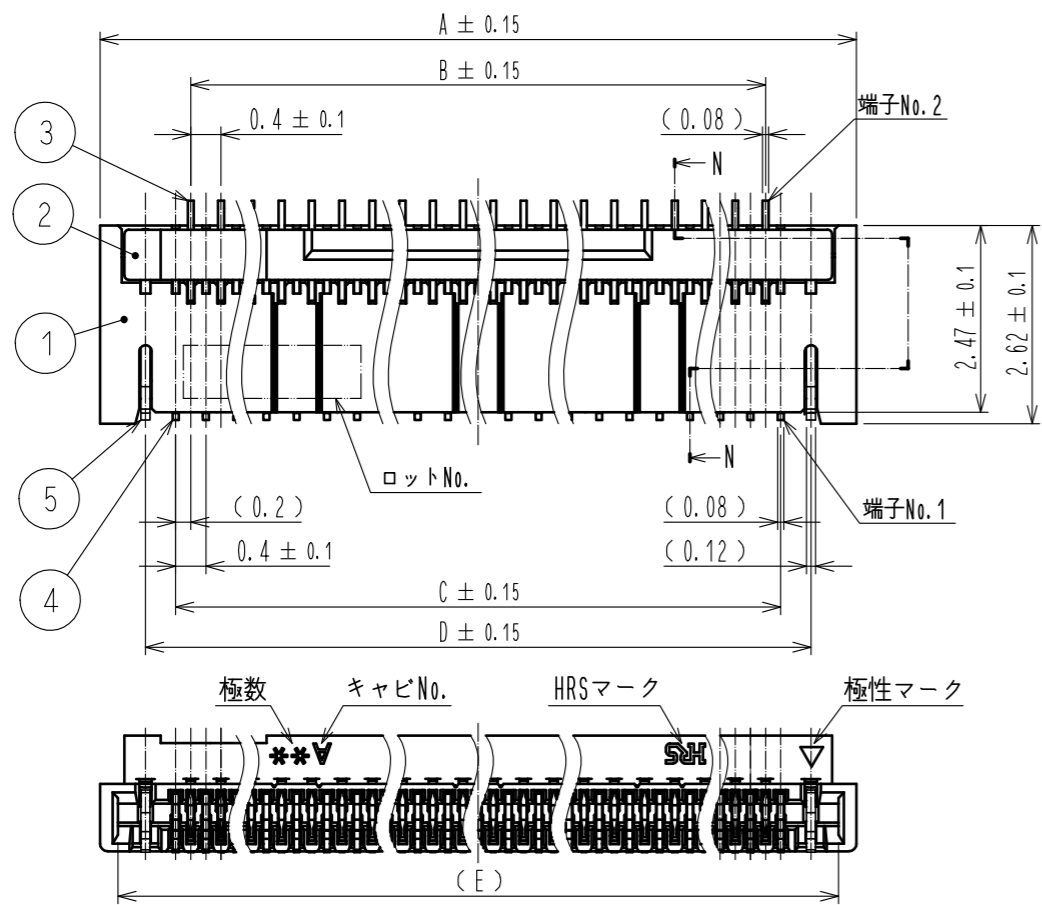 A ± 0.15
B ± 0.15
0.4 ± 0.1
(0.08)
端子No.2
3
N
2
1
2.47 ± 0.1
2.62 ± 0.1
N
5
ロットNo.
(0.2)
(0.08)
端子No.1
0.4 ± 0.1
(0.12)
4
C ± 0.15
D ± 0.15
極数
キャビNo.
HRSマーク
極性マーク
**A
HRS
(E)